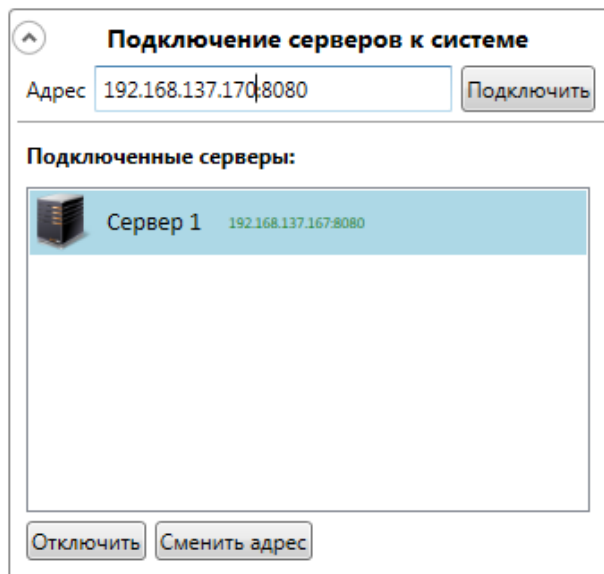 Подключение серверов к системе
Адрес 192.168.137.170:8080 Подключить
Подключенные серверы:
Сервер 1 192.168.137.167:8080
Отключить Сменить адрес